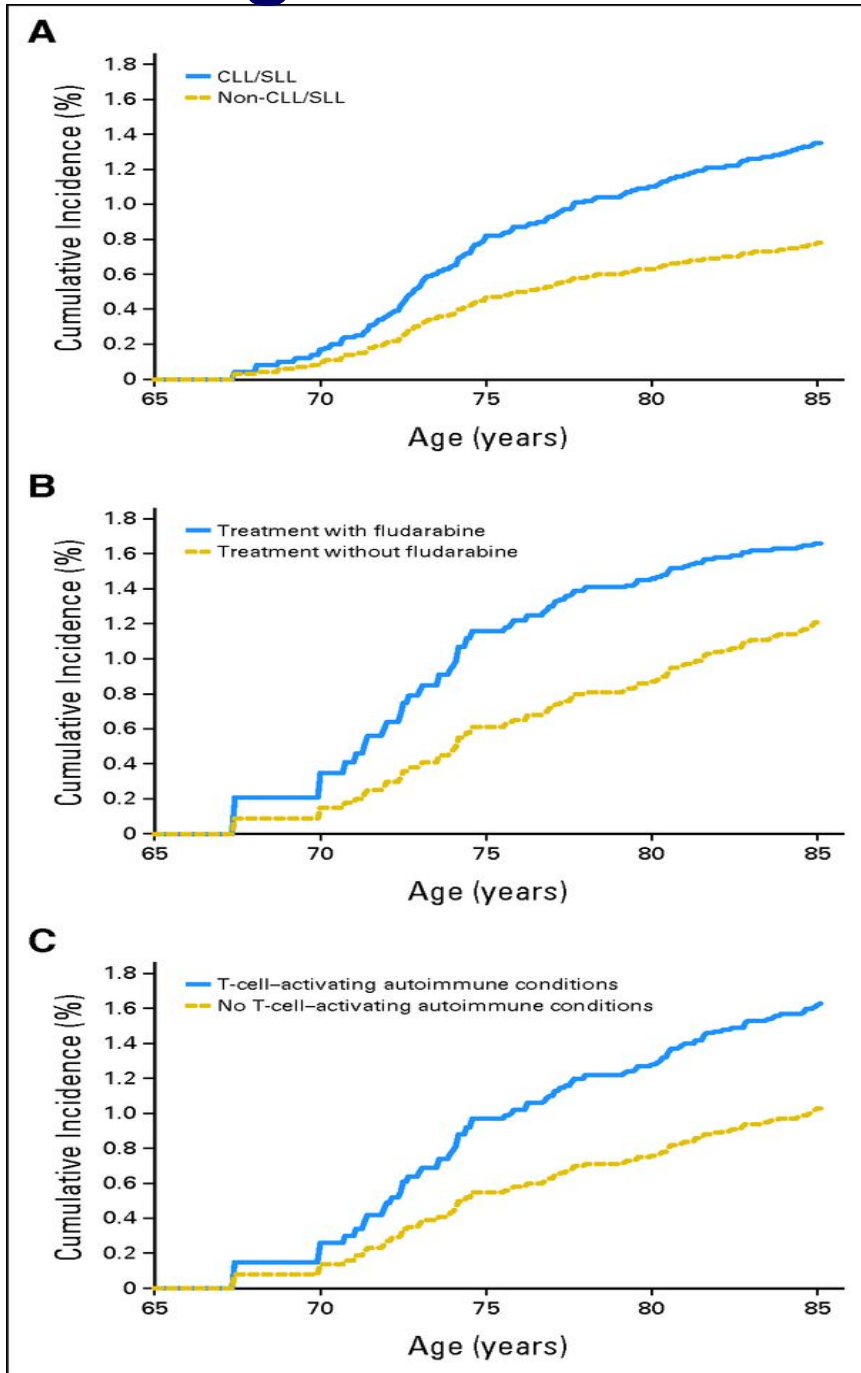 A
1.8
1.6
1.4
1.2
1.0
0.8
0.6
0.4
0.2
0
Cumulative Incidence (%)
CLL/SLL
Non-CLL/SLL
65 70 75 80 85
Age (years)
B
1.8
1.6
1.4
1.2
1.0
0.8
0.6
0.4
0.2
0
Cumulative Incidence (%)
Treatment with fludarabine
Treatment without fludarabine
65 70 75 80 85
Age (years)
C
1.8
1.6
1.4
1.2
1.0
0.8
0.6
0.4
0.2
0
Cumulative Incidence (%)
T-cell–activating autoimmune conditions
No T-cell–activating autoimmune conditions
65 70 75 80 85
Age (years)